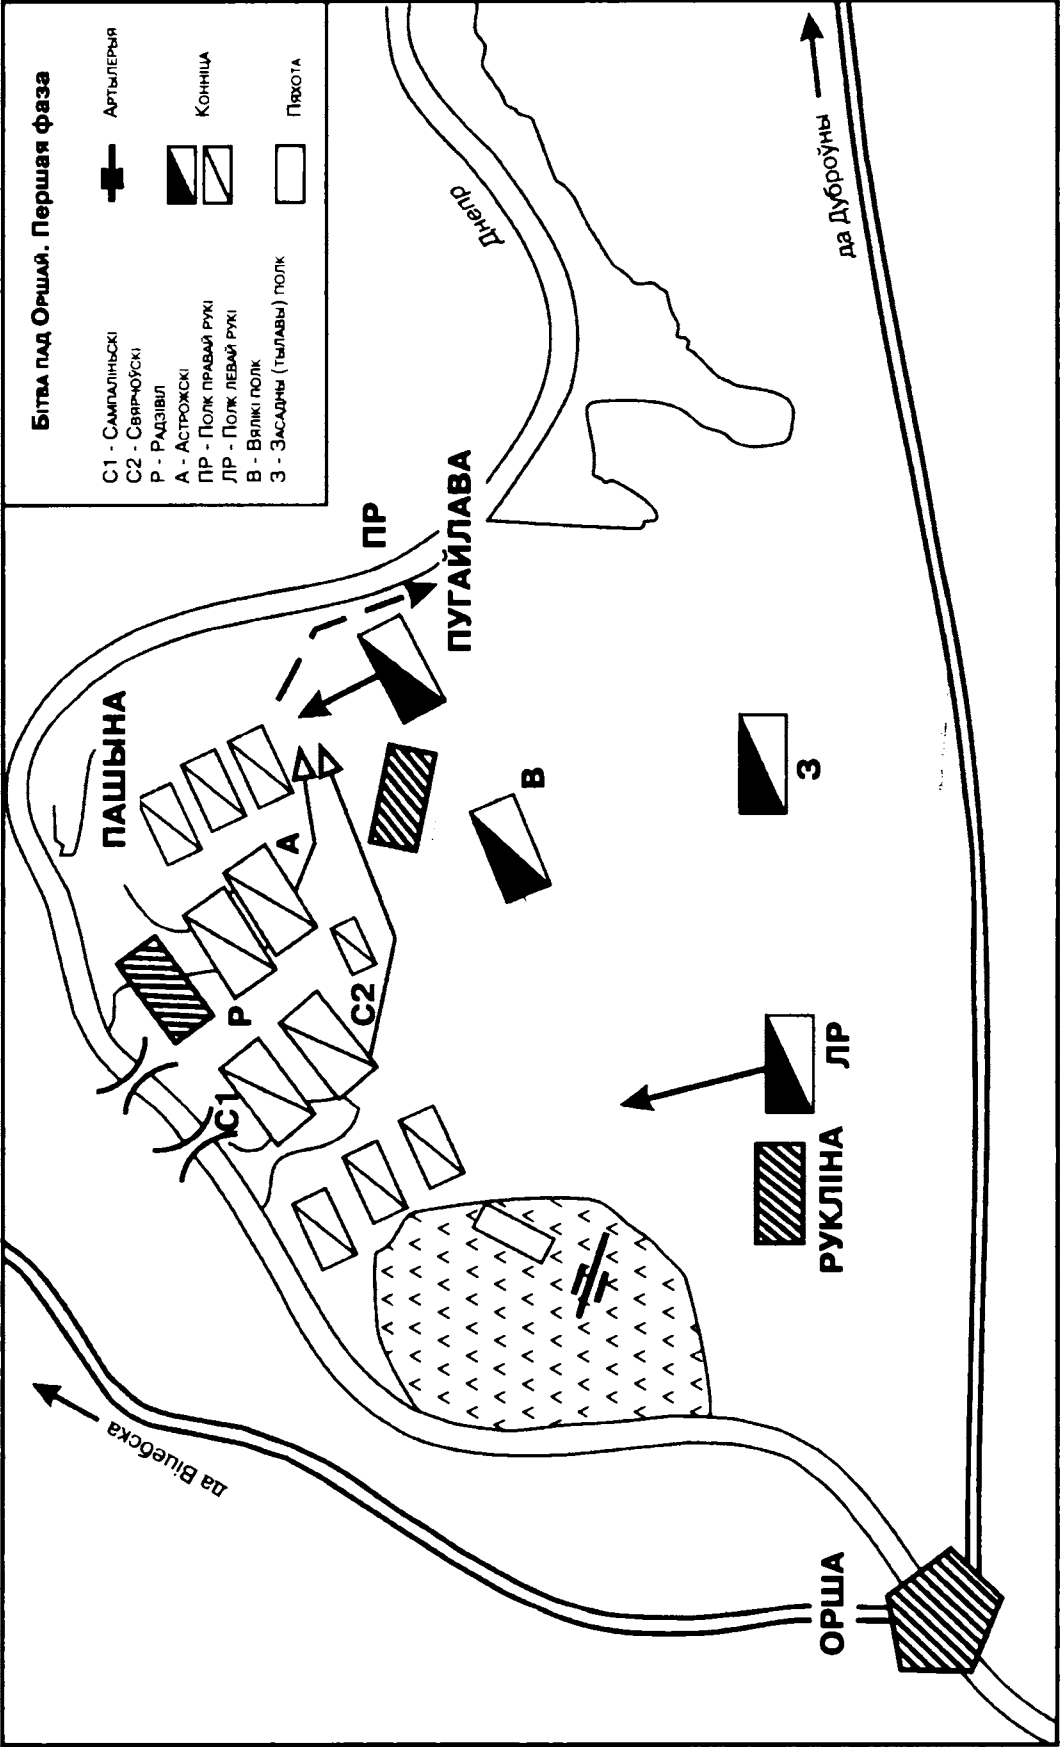 Бітва пад Оршай. Першая фаза
С1 - Сампаліньскі
С2 - Свярчоўскі
Р - Радзівіл
А - Астрожскі
ПР - Полк правай рукі
ЛР - Полк левай рукі
В - Вялікі полк
З - Засадны (тылавы) полк
Артылерыя
Конніца
Пяхота
да Віцебска
С1
Р
ПАШЫНА
А
С2
ПР
ПУГАЙЛАВА
Днепр
В
З
ЛР
РУКЛІНА
ОРША
да Дуброўны